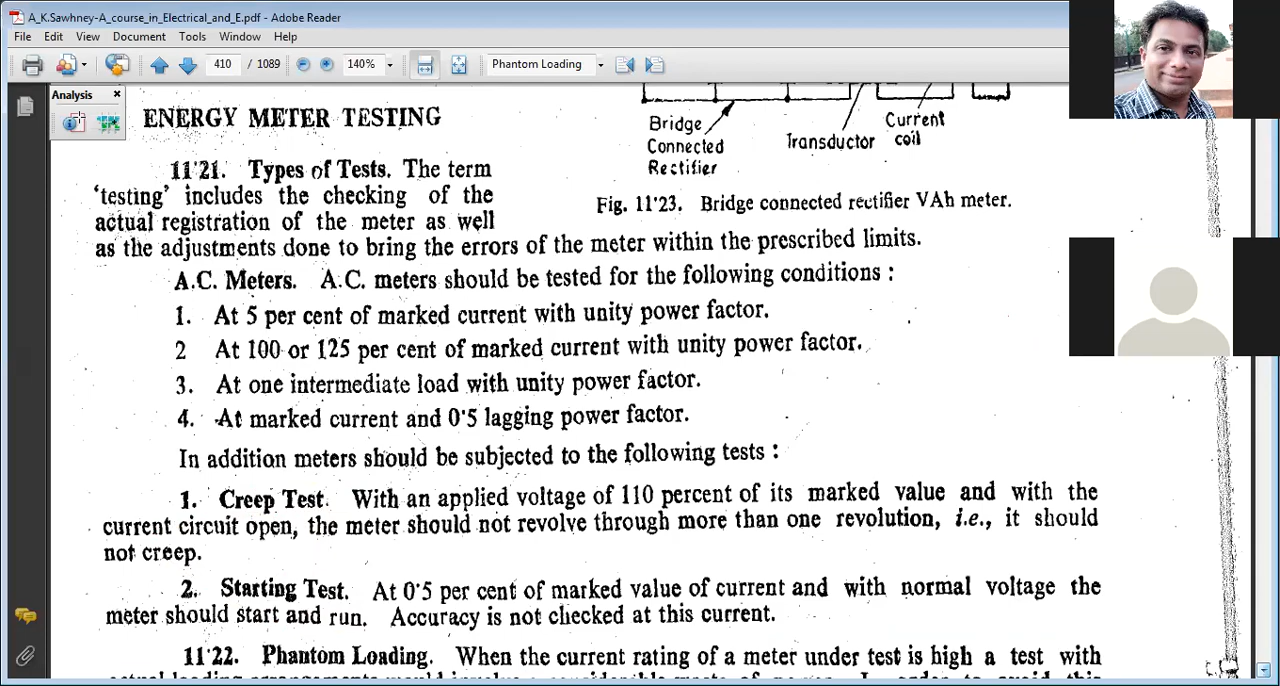 A_K.Sawhney-A_course_in_Electrical_and_E.pdf - Adobe Reader
File Edit View Document Tools Window Help
410 / 1089 140% Phantom Loading
Analysis
Bridge
Connected
Rectifier
Transductor
Current
coil
ENERGY METER TESTING
Fig. 11·23. Bridge connected rectifier VAh meter.
11·21. Types of Tests. The term
‘testing’ includes the checking of the
actual registration of the meter as well
as the adjustments done to bring the errors of the meter within the prescribed limits.
A.C. Meters. A.C. meters should be tested for the following conditions :
1. At 5 per cent of marked current with unity power factor.
2 At 100 or 125 per cent of marked current with unity power factor.
3. At one intermediate load with unity power factor.
4. At marked current and 0·5 lagging power factor.
In addition meters should be subjected to the following tests :
1. Creep Test. With an applied voltage of 110 percent of its marked value and with the
current circuit open, the meter should not revolve through more than one revolution, i.e., it should
not creep.
2. Starting Test. At 0·5 per cent of marked value of current and with normal voltage the
meter should start and run. Accuracy is not checked at this current.
11·22. Phantom Loading. When the current rating of a meter under test is high a test with